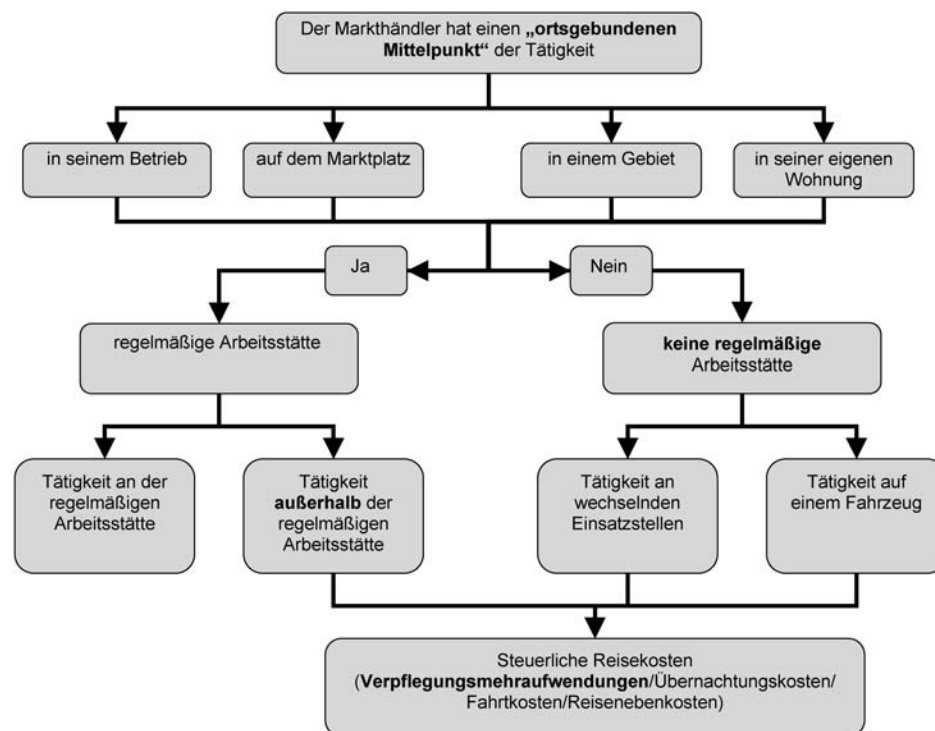 Der Markthändler hat einen „ortsgebundenen
Mittelpunkt“ der Tätigkeit
in seinem Betrieb
auf dem Marktplatz
in einem Gebiet
in seiner eigenen
Wohnung
Ja
Nein
regelmäßige Arbeitsstätte
keine regelmäßige
Arbeitsstätte
Tätigkeit an der
regelmäßigen
Arbeitsstätte
Tätigkeit
außerhalb der
regelmäßigen
Arbeitsstätte
Tätigkeit an
wechselnden
Einsatzstellen
Tätigkeit auf
einem Fahrzeug
Steuerliche Reisekosten
(Verpflegungsmehraufwendungen/Übernachtungskosten/
Fahrtkosten/Reisenebenkosten)